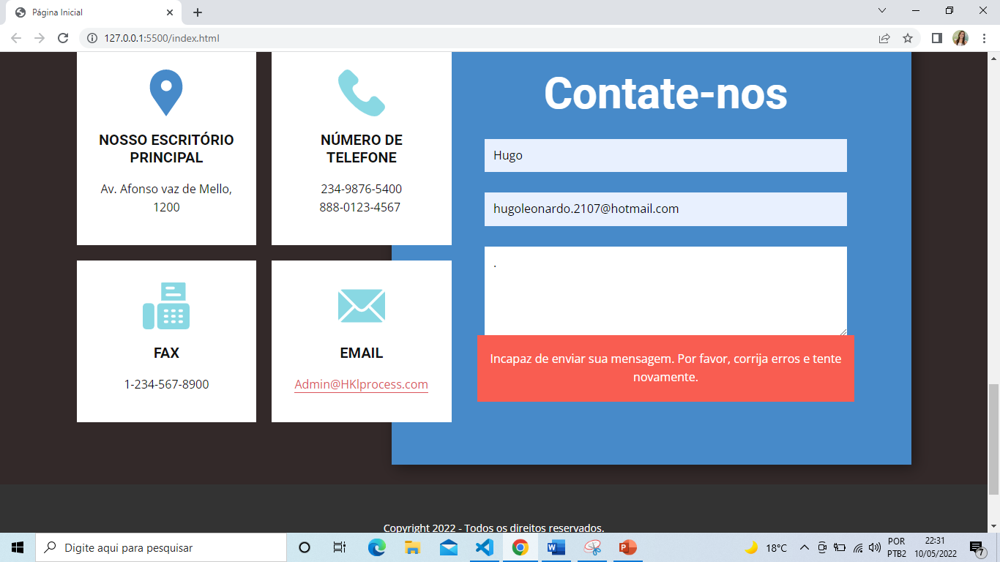 Página Inicial
127.0.0.1:5500/index.html
NOSSO ESCRITÓRIO
PRINCIPAL
Av. Afonso vaz de Mello,
1200
NÚMERO DE
TELEFONE
234-9876-5400
888-0123-4567
FAX
1-234-567-8900
EMAIL
Admin@HKlprocess.com
Contate-nos
Hugo
hugoleonardo.2107@hotmail.com
.
Incapaz de enviar sua mensagem. Por favor, corrija erros e tente
novamente.
Copyright 2022 - Todos os direitos reservados.
Digite aqui para pesquisar
18°C
POR
PTB2
22:31
10/05/2022
7